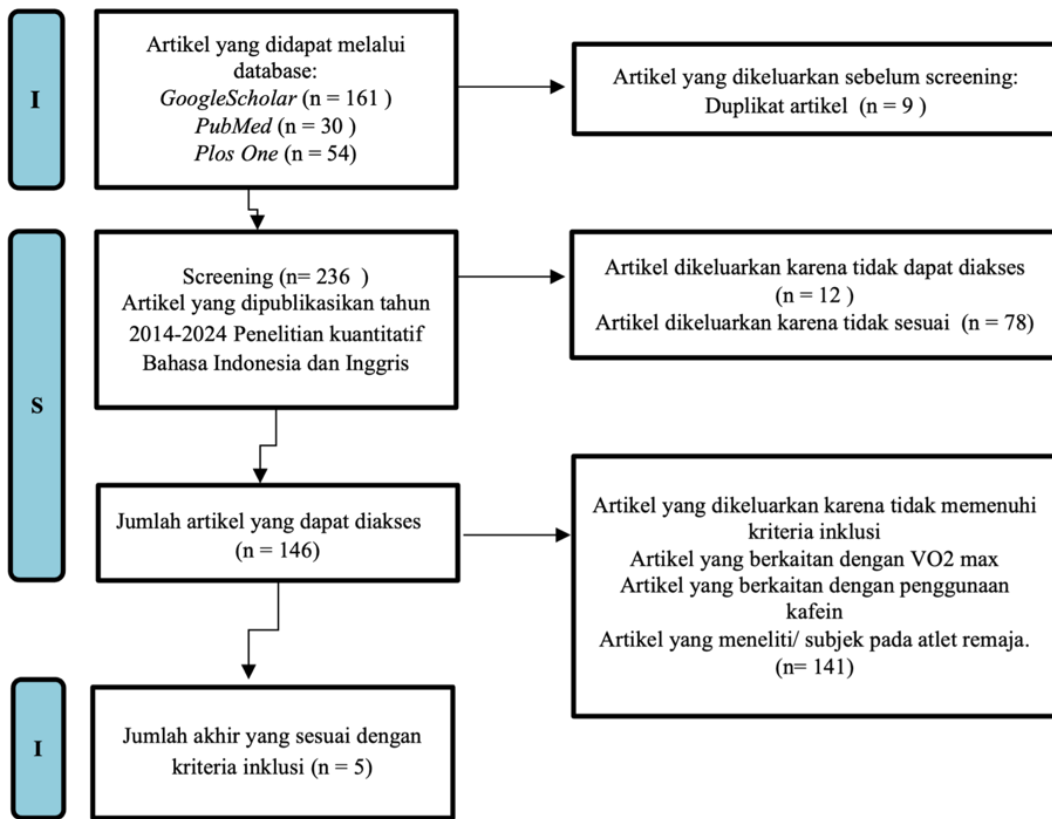 I
Artikel yang didapat melalui
database:
GoogleScholar (n = 161 )
PubMed (n = 30 )
Plos One (n = 54)
Artikel yang dikeluarkan sebelum screening:
Duplikat artikel (n = 9 )
S
Screening (n= 236 )
Artikel yang dipublikasikan tahun
2014-2024 Penelitian kuantitatif
Bahasa Indonesia dan Inggris
Artikel dikeluarkan karena tidak dapat diakses
(n = 12 )
Artikel dikeluarkan karena tidak sesuai (n = 78)
Jumlah artikel yang dapat diakses
(n = 146)
Artikel yang dikeluarkan karena tidak memenuhi
kriteria inklusi
Artikel yang berkaitan dengan VO2 max
Artikel yang berkaitan dengan penggunaan
kafein
Artikel yang meneliti/ subjek pada atlet remaja.
(n= 141)
I
Jumlah akhir yang sesuai dengan
kriteria inklusi (n = 5)